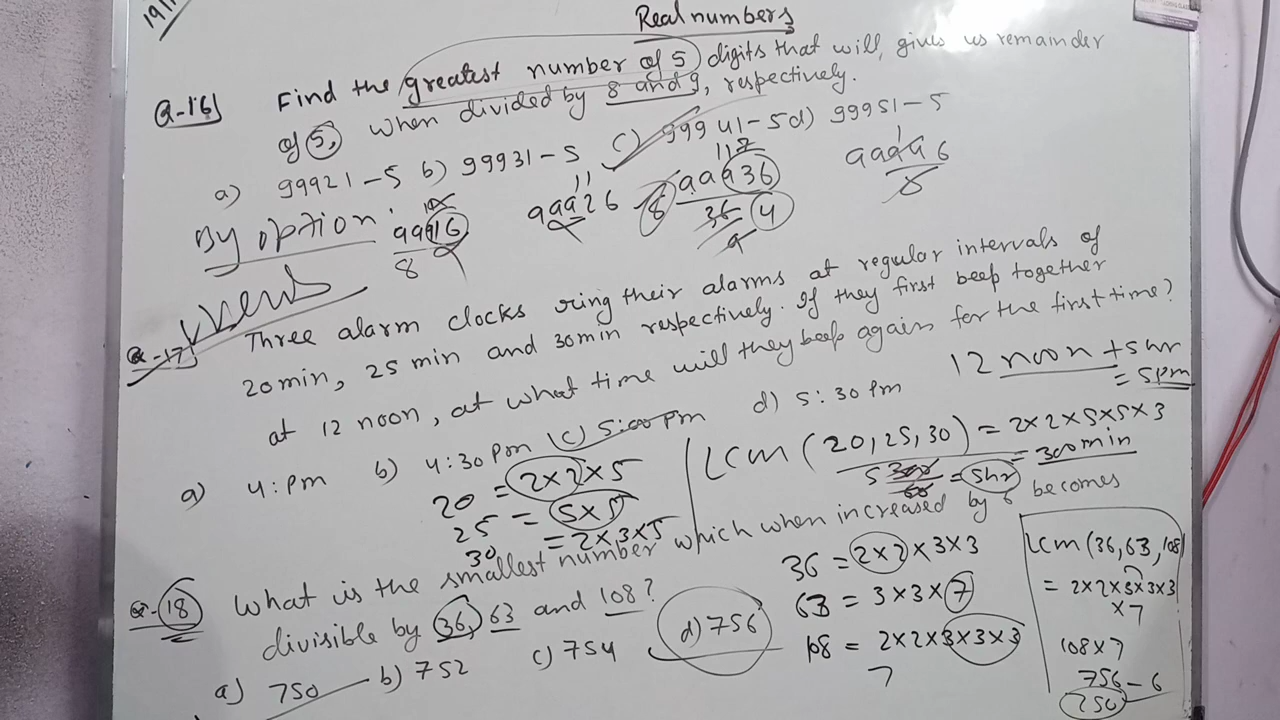 Real numbers
Q-16] Find the greatest number of 5 digits that will, gives us remainder
of 5, when divided by 8 and 9, respectively.
a) 99921-5 b) 99931-5 c) 99941-5 d) 99951-5
By option 99916 99926 99936 99946
8 8 36 4
Q-17] Three alarm clocks ring their alarms at regular intervals of
20min, 25 min and 30min respectively. If they first beep together
at 12 noon, at what time will they beep again for the first time?
12 noon + 5hr
= 5pm
a) 4:pm b) 4:30 Pm (c) 5:00 Pm d) 5:30 Pm
20 = 2×2×5
25 = 5×5
30 = 2×3×5
LCM (20, 25, 30) = 2×2×5×5×3
= 5hr = 300min
Q-18 What is the smallest number which when increased by 6 becomes
divisible by 36, 63 and 108?
a) 750 b) 752 c) 754 d) 756
36 = 2×2×3×3
63 = 3×3×7
108 = 2×2×3×3×3
7
LCM (36, 63, 108)
= 2×2×3×3×3
×7
108×7
756-6
750